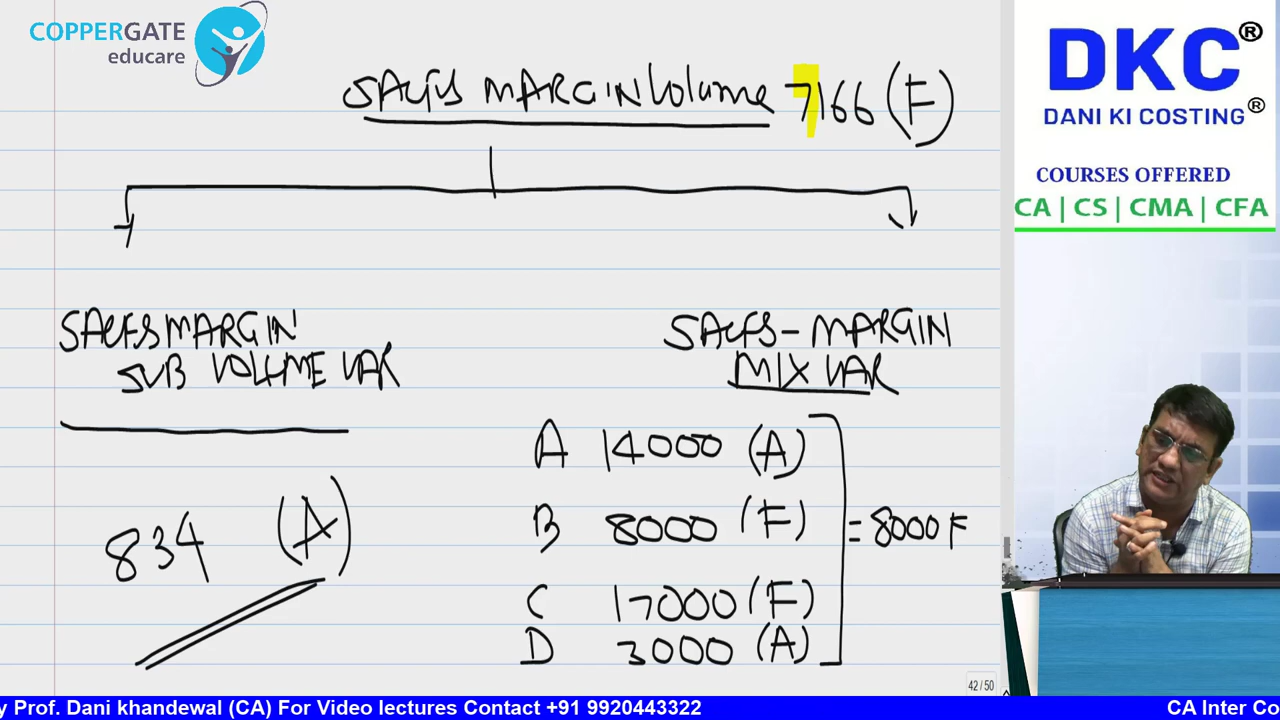 COPPERGATE
educare
SALES MARGIN VOLUME 7166 (F)
SALES MARGIN
SUB VOLUME VAR
834 (A)
SALES - MARGIN
MIX VAR
A 14000 (A)
B 8000 (F)
C 17000 (F)
D 3000 (A)
= 8000 F
42 / 50
DKC®
DANI KI COSTING®
COURSES OFFERED
CA | CS | CMA | CFA
y Prof. Dani khandewal (CA) For Video lectures Contact +91 9920443322
CA Inter Co